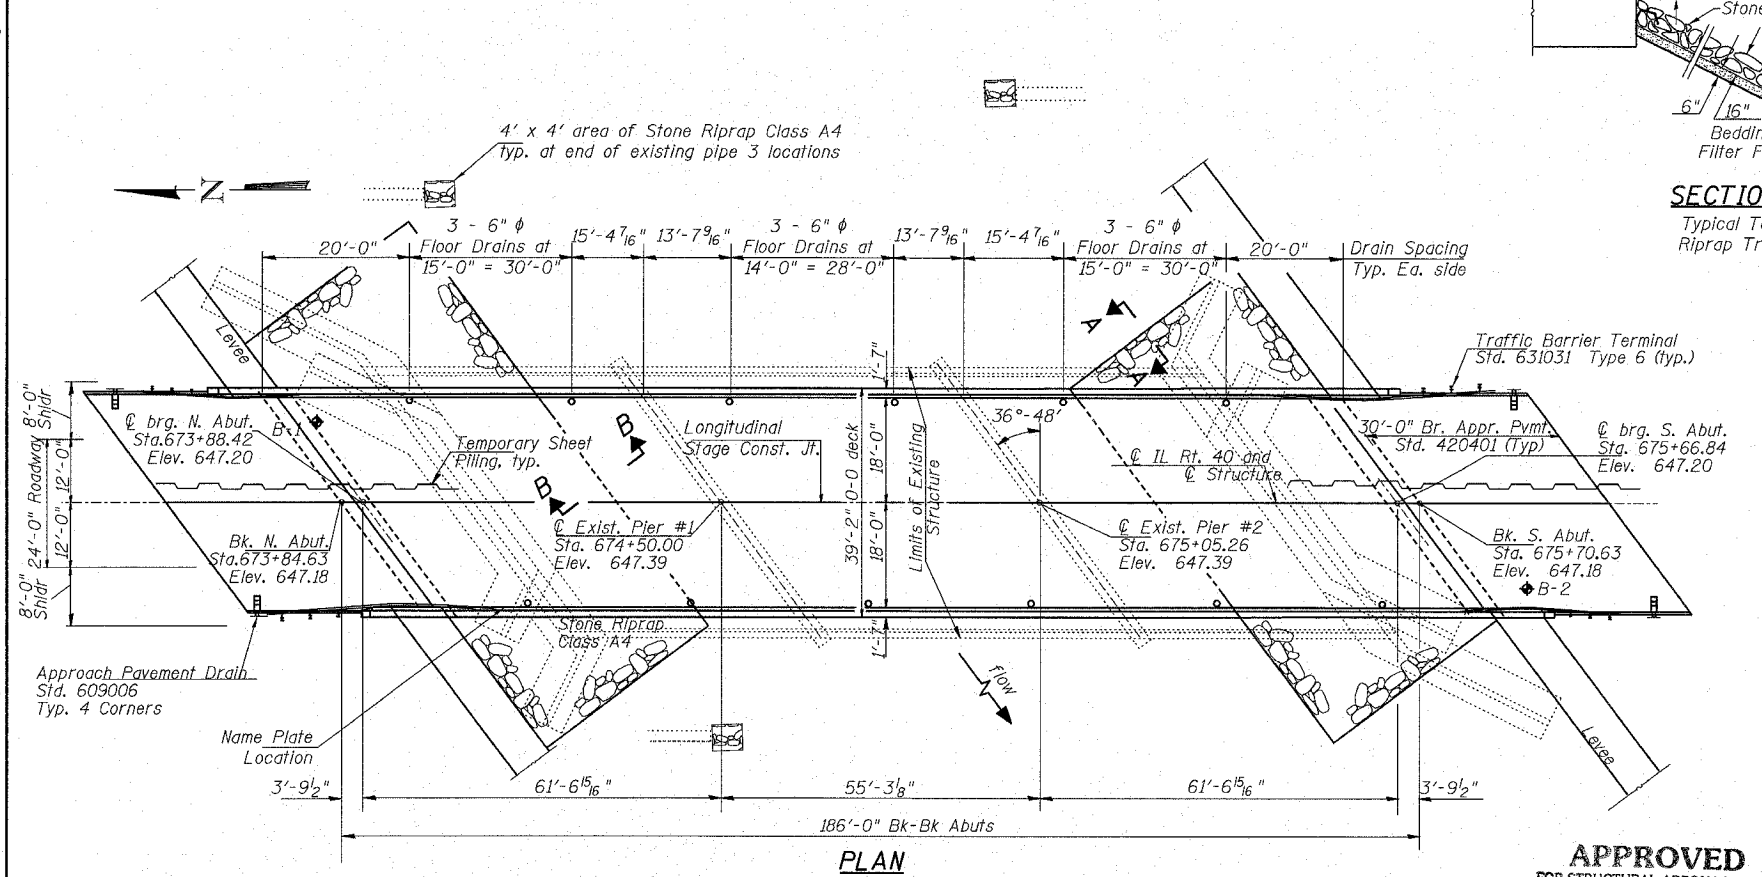 Stone
6"
16"
Beddin
Filter F
SECTIO
Typical T
Riprap Tr
4' x 4' area of Stone Riprap Class A4
typ. at end of existing pipe 3 locations
N
20'-0"
3 - 6" ϕ
Floor Drains at
15'-0" = 30'-0"
15'-4 7/16"
13'-7 9/16"
3 - 6" ϕ
Floor Drains at
14'-0" = 28'-0"
13'-7 9/16"
15'-4 7/16"
3 - 6" ϕ
Floor Drains at
15'-0" = 30'-0"
20'-0"
Drain Spacing
Typ. Ea. side
Levee
A
A
1'-7"
Traffic Barrier Terminal
Std. 631031 Type 6 (typ.)
8'-0"
Shldr
24'-0" Roadway
12'-0"
12'-0"
8'-0"
Shldr
℄ brg. N. Abut.
Sta.673+88.42
Elev. 647.20
B-1
Temporary Sheet
Piling, typ.
B
B
Longitudinal
Stage Const. Jt.
39'-2" 0-0 deck
18'-0"
18'-0"
Limits of Existing
Structure
36°-48'
℄ IL Rt. 40 and
℄ Structure
30'-0" Br. Appr. Pvmt.
Std. 420401 (Typ)
℄ brg. S. Abut.
Sta. 675+66.84
Elev. 647.20
Bk. N. Abut.
Sta.673+84.63
Elev. 647.18
℄ Exist. Pier #1
Sta. 674+50.00
Elev. 647.39
℄ Exist. Pier #2
Sta. 675+05.26
Elev. 647.39
Bk. S. Abut.
Sta. 675+70.63
Elev. 647.18
B-2
Stone Riprap
Class A4
1'-7"
Approach Pavement Drain
Std. 609006
Typ. 4 Corners
Name Plate
Location
flow
Levee
3'-9 1/2"
61'-6 15/16"
55'-3 1/8"
61'-6 15/16"
3'-9 1/2"
186'-0" Bk-Bk Abuts
PLAN
APPROVED